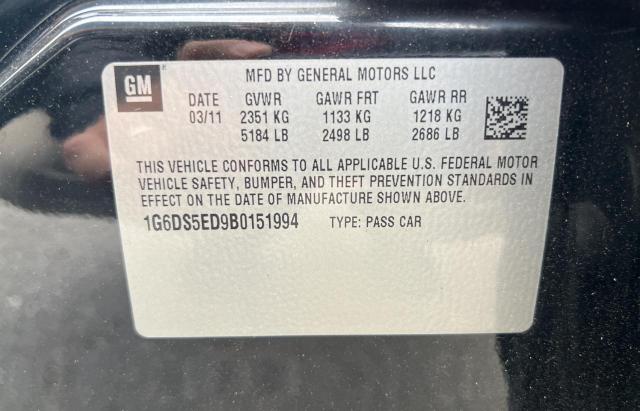 GM
MFD BY GENERAL MOTORS LLC
DATE GVWR GAWR FRT GAWR RR
03/11 2351 KG 1133 KG 1218 KG
5184 LB 2498 LB 2686 LB
THIS VEHICLE CONFORMS TO ALL APPLICABLE U.S. FEDERAL MOTOR
VEHICLE SAFETY, BUMPER, AND THEFT PREVENTION STANDARDS IN
EFFECT ON THE DATE OF MANUFACTURE SHOWN ABOVE.
1G6DS5ED9B0151994 TYPE: PASS CAR